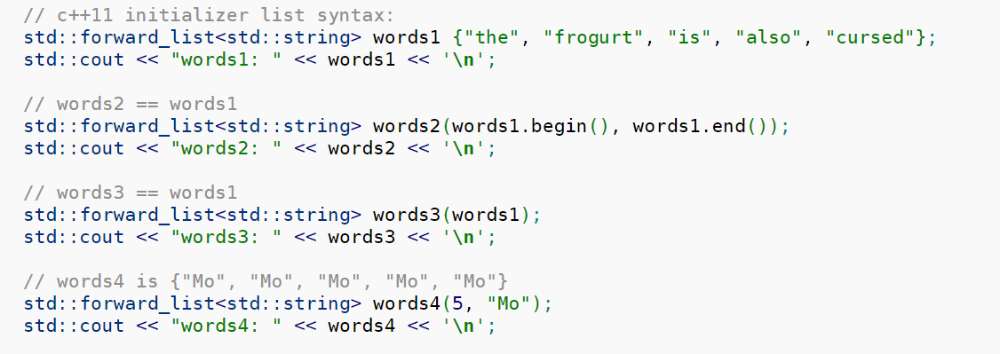 // c++11 initializer list syntax:
std::forward_list<std::string> words1 {"the", "frogurt", "is", "also", "cursed"};
std::cout << "words1: " << words1 << '\n';
// words2 == words1
std::forward_list<std::string> words2(words1.begin(), words1.end());
std::cout << "words2: " << words2 << '\n';
// words3 == words1
std::forward_list<std::string> words3(words1);
std::cout << "words3: " << words3 << '\n';
// words4 is {"Mo", "Mo", "Mo", "Mo", "Mo"}
std::forward_list<std::string> words4(5, "Mo");
std::cout << "words4: " << words4 << '\n';